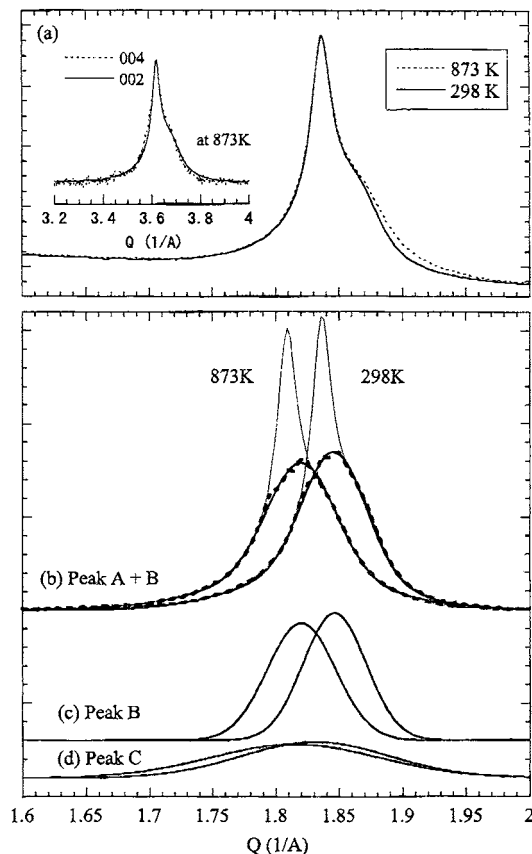 (a)
004
002
at 873K
3.2 3.4 3.6 3.8 4
Q (1/A)
873 K
298 K
873K
298K
(b) Peak A + B
(c) Peak B
(d) Peak C
1.6 1.65 1.7 1.75 1.8 1.85 1.9 1.95 2
Q (1/A)